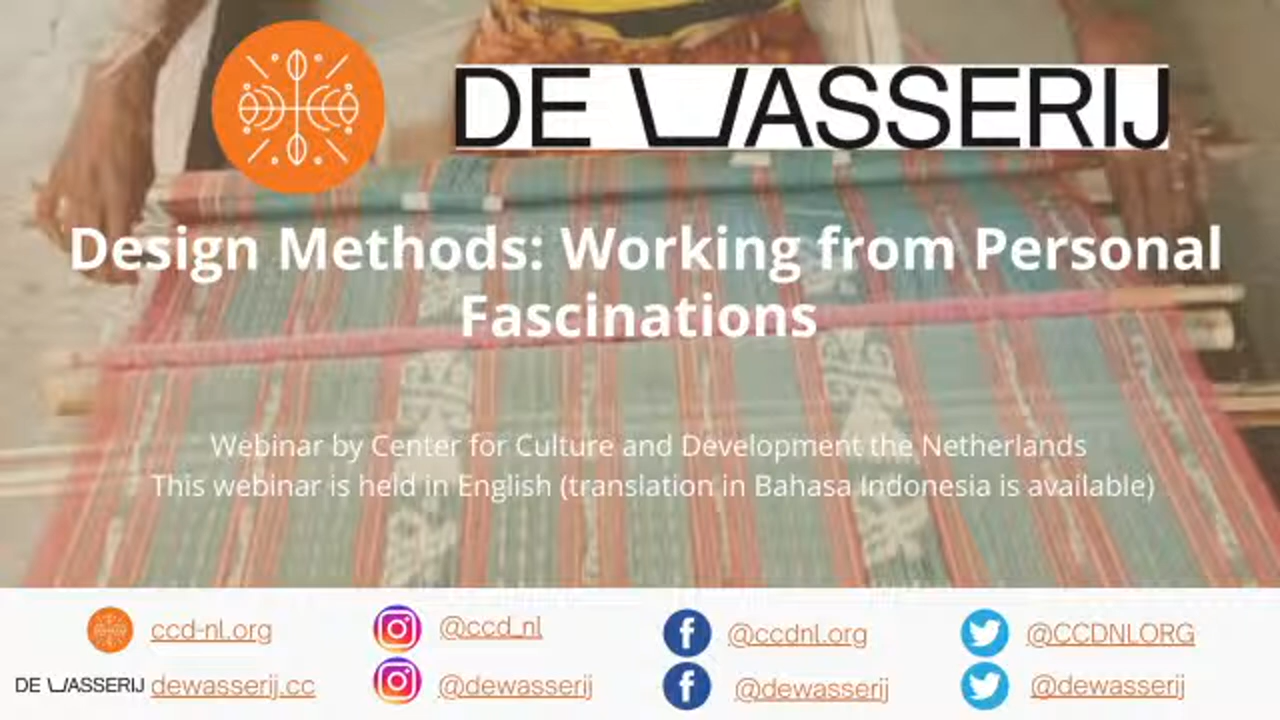 DE WASSERIJ
Design Methods: Working from Personal
Fascinations
Webinar by Center for Culture and Development the Netherlands
This webinar is held in English (translation in Bahasa Indonesia is available)
ccd-nl.org @ccd_nl @ccdnl.org @CCDNLORG
DE WASSERIJ dewasserij.cc @dewasserij @dewasserij @dewasserij